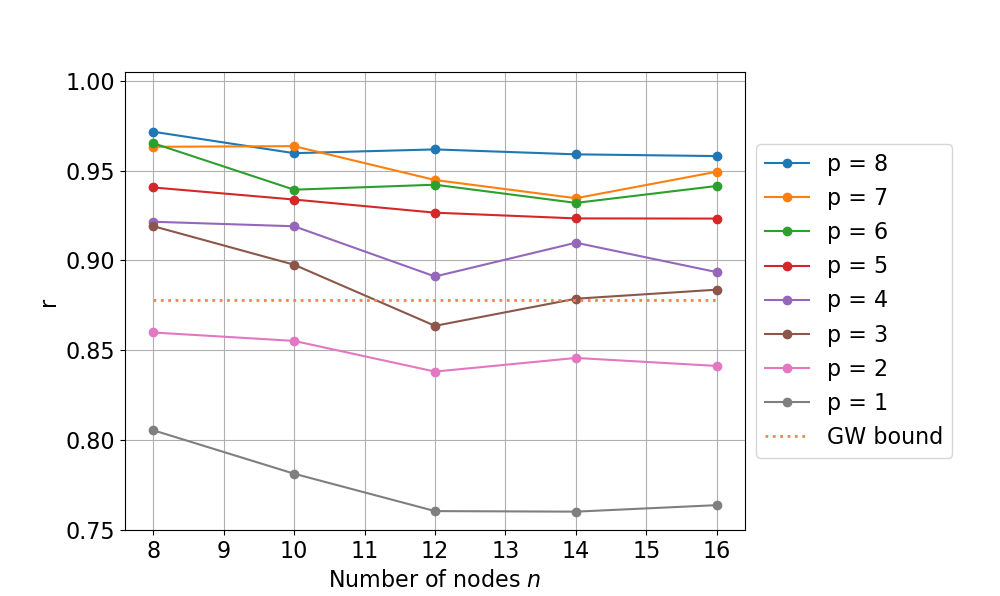 1.00
0.95
0.90
0.85
0.80
0.75
r
8 9 10 11 12 13 14 15 16
Number of nodes n
p = 8
p = 7
p = 6
p = 5
p = 4
p = 3
p = 2
p = 1
GW bound